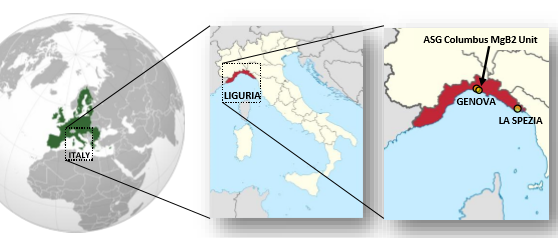 ITALY
LIGURIA
ASG Columbus MgB2 Unit
GENOVA
LA SPEZIA